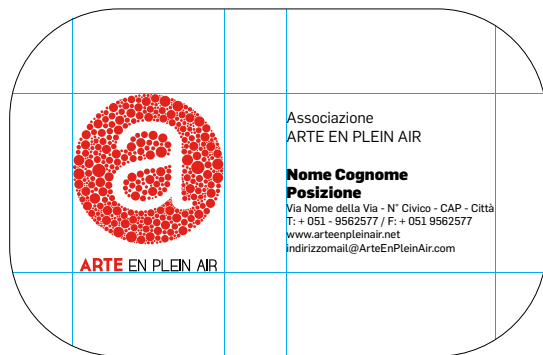 a
ARTE EN PLEIN AIR
Associazione
ARTE EN PLEIN AIR
Nome Cognome
Posizione
Via Nome della Via - N° Civico - CAP - Città
T: + 051 - 9562577 / F: + 051 9562577
www.arteenpleinair.net
indirizzomail@ArteEnPleinAir.com